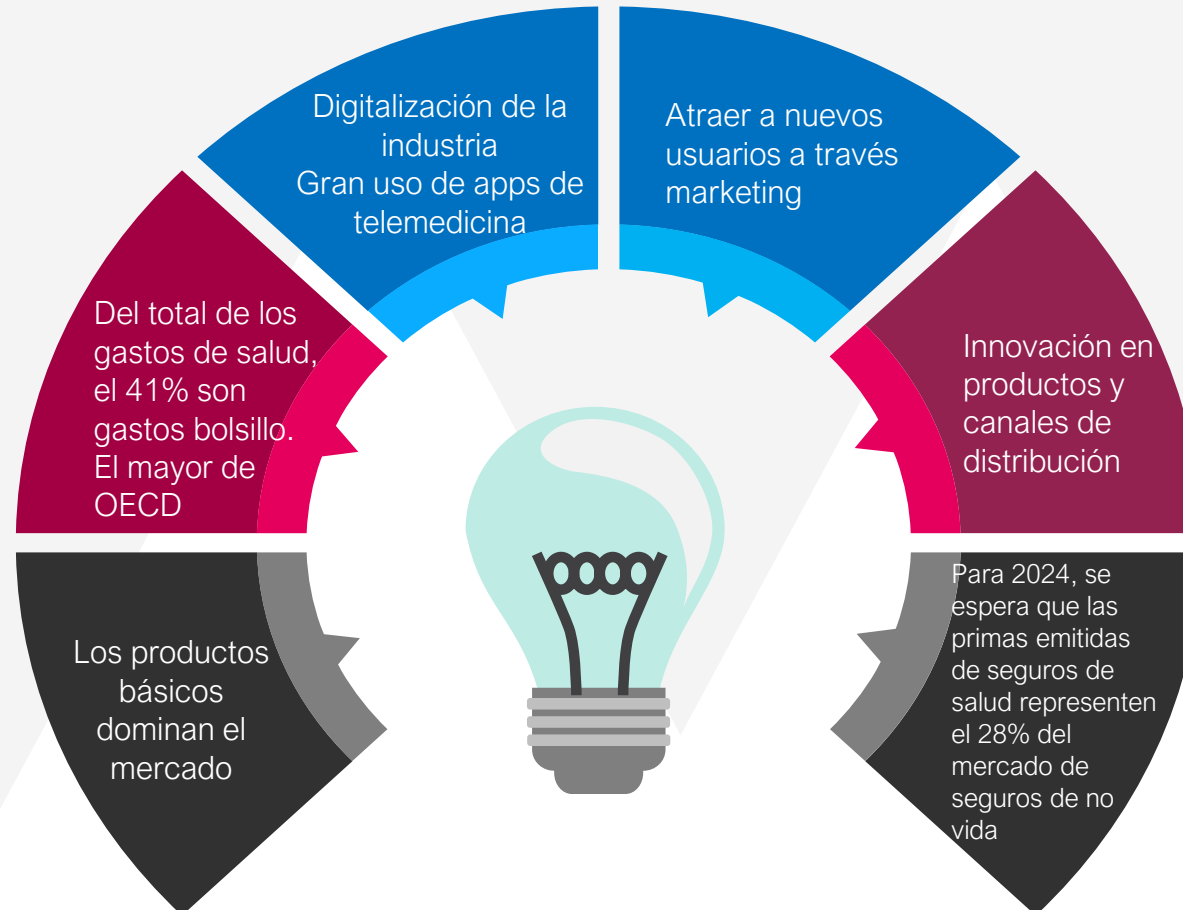 Digitalización de la
industria
Gran uso de apps de
telemedicina
Atraer a nuevos
usuarios a través
marketing
Del total de los
gastos de salud,
el 41% son
gastos bolsillo.
El mayor de
OECD
Innovación en
productos y
canales de
distribución
Los productos
básicos
dominan el
mercado
Para 2024, se
espera que las
primas emitidas
de seguros de
salud representen
el 28% del
mercado de
seguros de no
vida